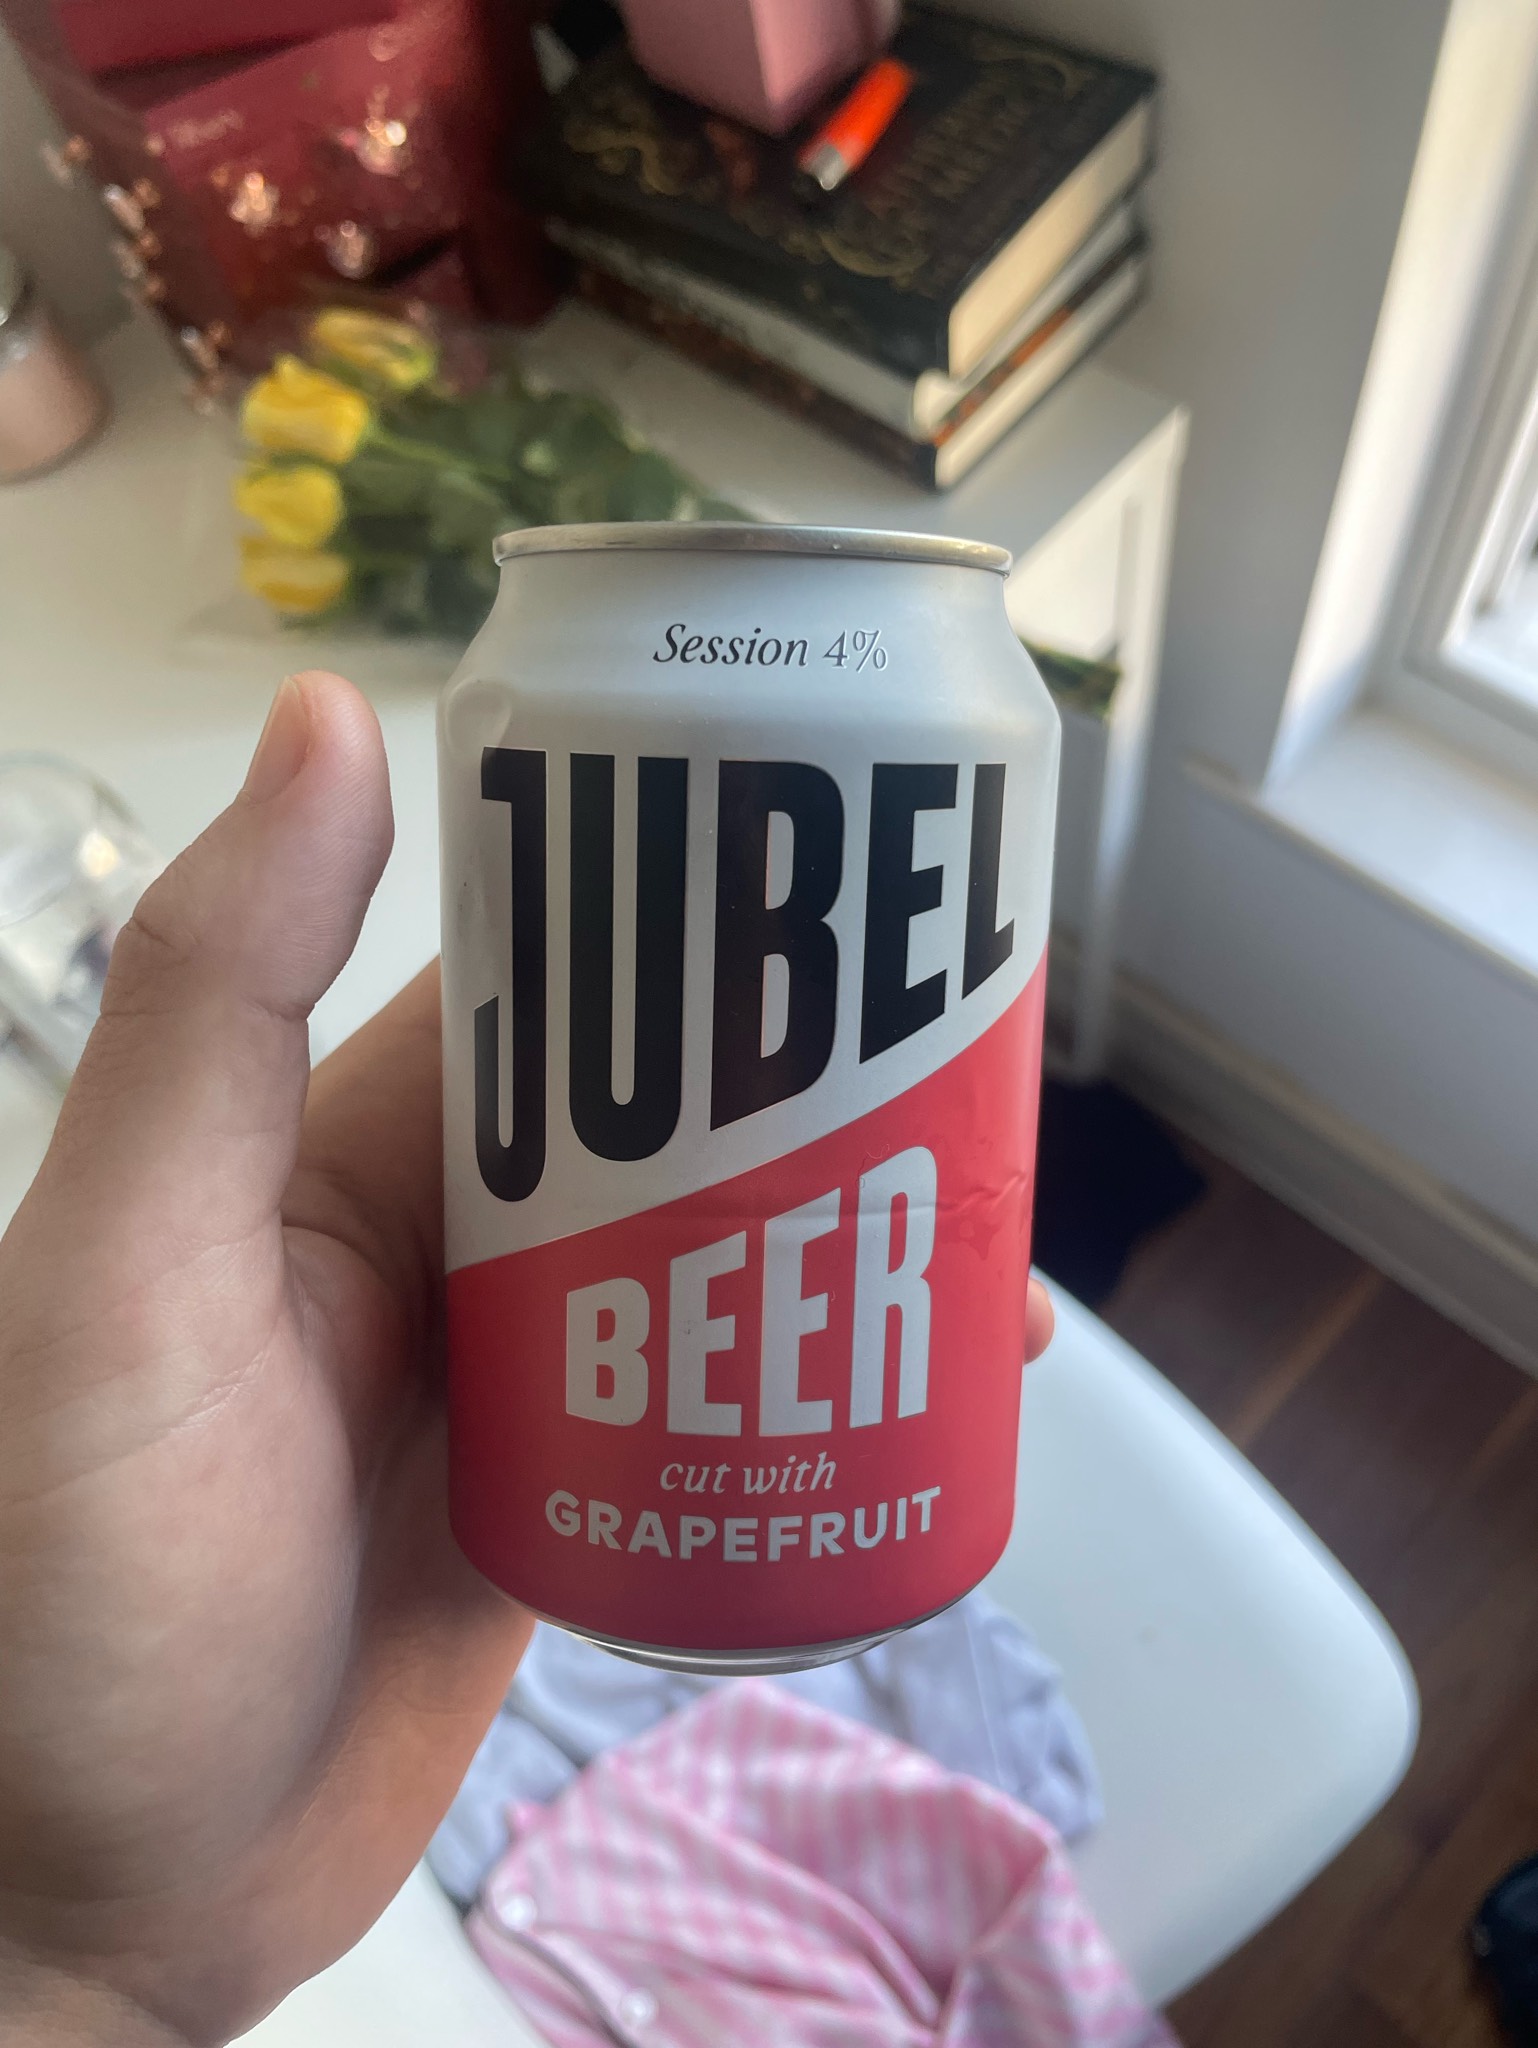 Session 4%
JUBEL
BEER
cut with
GRAPEFRUIT